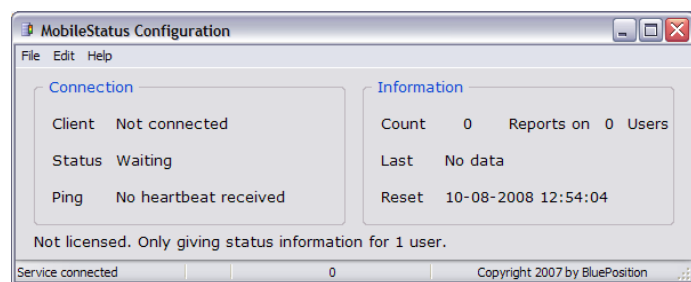 MobileStatus Configuration
File Edit Help
Connection
Client Not connected
Status Waiting
Ping No heartbeat received
Information
Count 0 Reports on 0 Users
Last No data
Reset 10-08-2008 12:54:04
Not licensed. Only giving status information for 1 user.
Service connected 0 Copyright 2007 by BluePosition